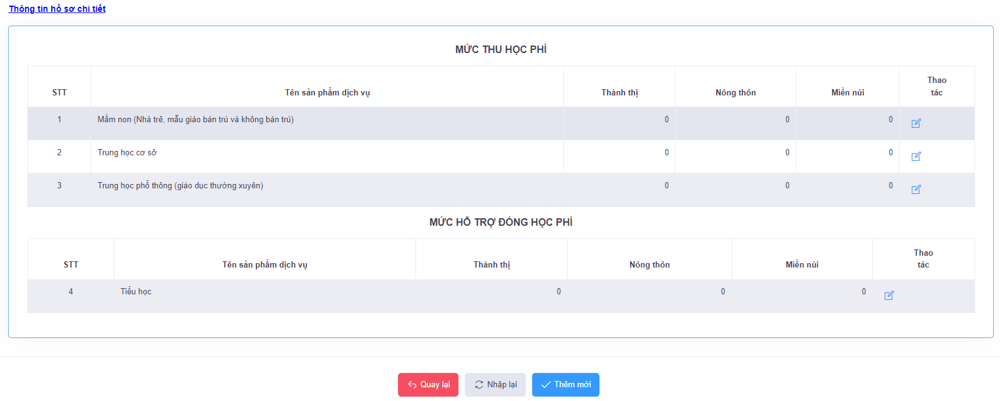 Thông tin hồ sơ chi tiết
MỨC THU HỌC PHÍ
STT Tên sản phẩm dịch vụ Thành thị Nông thôn Miền núi Thao tác
1 Mầm non (Nhà trẻ, mẫu giáo bán trú và không bán trú) 0 0 0
2 Trung học cơ sở 0 0 0
3 Trung học phổ thông (giáo dục thường xuyên) 0 0 0
MỨC HỖ TRỢ ĐÓNG HỌC PHÍ
STT Tên sản phẩm dịch vụ Thành thị Nông thôn Miền núi Thao tác
4 Tiểu học 0 0 0
Quay lại Nhập lại Thêm mới